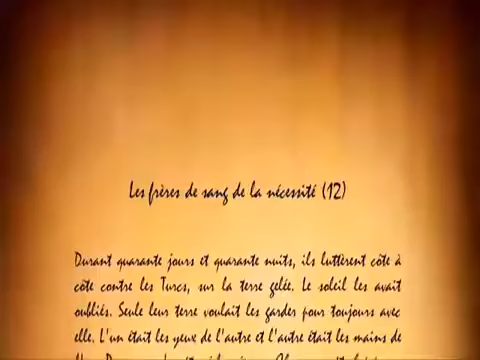 Les frères de sang de la nécessité (12)
Durant quarante jours et quarante nuits, ils luttèrent côte à
côte contre les Turcs, sur la terre gelée. Le soleil les avait
oubliés. Seule leur terre voulait les garder pour toujours avec
elle. L'un était les yeux de l'autre et l'autre était les mains de